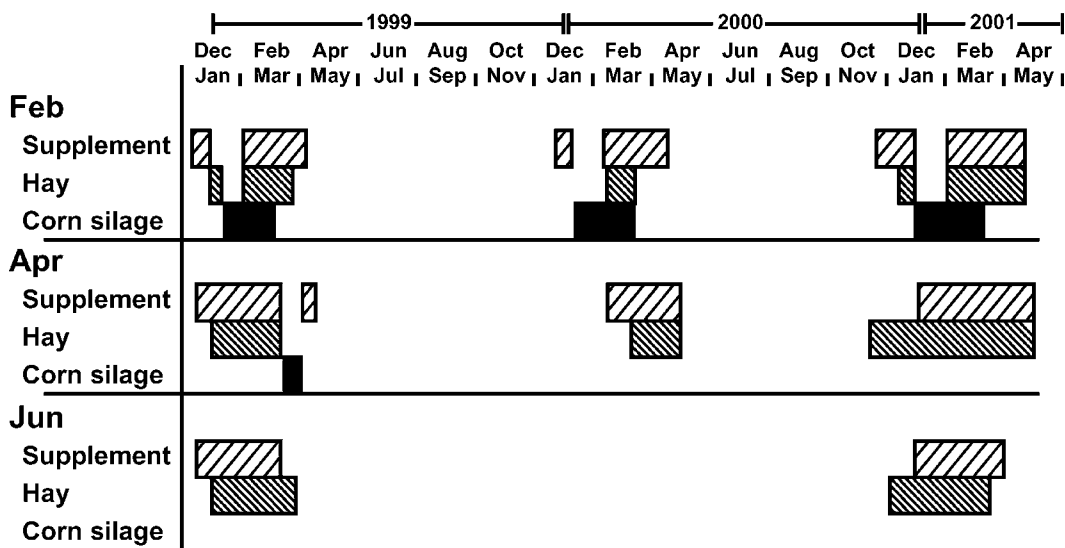 1999 2000 2001
Dec Feb Apr Jun Aug Oct Dec Feb Apr Jun Aug Oct Dec Feb Apr
Jan Mar May Jul Sep Nov Jan Mar May Jul Sep Nov Jan Mar May
Feb
Supplement
Hay
Corn silage
Apr
Supplement
Hay
Corn silage
Jun
Supplement
Hay
Corn silage